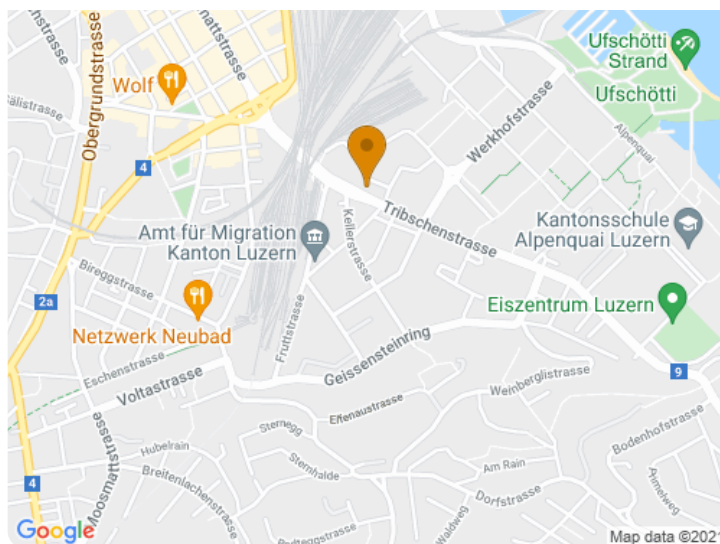 Ufschötti
Strand
Ufschötti
Wolf
Obergrundstrasse
Werkhofstrasse
Alpenquai
4
Tribschenstrasse
Kantonsschule
Alpenquai Luzern
Amt für Migration
Kanton Luzern
Kellerstrasse
Bireggstrasse
2a
Eiszentrum Luzern
Netzwerk Neubad
Fruttstrasse
Eschenstrasse
Geissensteinring
Voltastrasse
9
Weinberglistrasse
Moosmattstrasse
Effenaustrasse
Sternegg
Bodenhofstrasse
Hubelrain
Sternhalde
Am Rain
4
Breitenlachenstrasse
Dorfstrasse
Waldweg
Google
Map data ©202